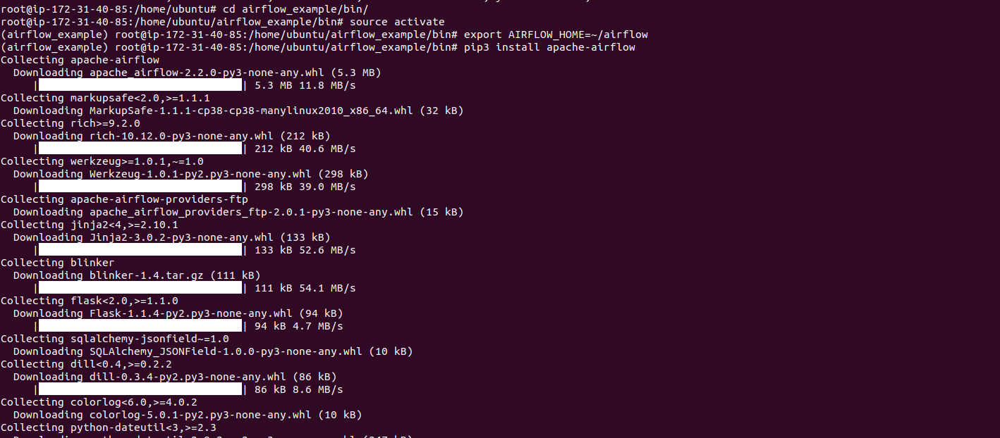 root@ip-172-31-40-85:/home/ubuntu# cd airflow_example/bin/
root@ip-172-31-40-85:/home/ubuntu/airflow_example/bin# source activate
(airflow_example) root@ip-172-31-40-85:/home/ubuntu/airflow_example/bin# export AIRFLOW_HOME=~/airflow
(airflow_example) root@ip-172-31-40-85:/home/ubuntu/airflow_example/bin# pip3 install apache-airflow
Collecting apache-airflow
  Downloading apache_airflow-2.2.0-py3-none-any.whl (5.3 MB)
     || 5.3 MB 11.8 MB/s
Collecting markupsafe<2.0,>=1.1.1
  Downloading MarkupSafe-1.1.1-cp38-cp38-manylinux2010_x86_64.whl (32 kB)
Collecting rich>=9.2.0
  Downloading rich-10.12.0-py3-none-any.whl (212 kB)
     || 212 kB 40.6 MB/s
Collecting werkzeug>=1.0.1,~=1.0
  Downloading Werkzeug-1.0.1-py2.py3-none-any.whl (298 kB)
     || 298 kB 39.0 MB/s
Collecting apache-airflow-providers-ftp
  Downloading apache_airflow_providers_ftp-2.0.1-py3-none-any.whl (15 kB)
Collecting jinja2<4,>=2.10.1
  Downloading Jinja2-3.0.2-py3-none-any.whl (133 kB)
     || 133 kB 52.6 MB/s
Collecting blinker
  Downloading blinker-1.4.tar.gz (111 kB)
     || 111 kB 54.1 MB/s
Collecting flask<2.0,>=1.1.0
  Downloading Flask-1.1.4-py2.py3-none-any.whl (94 kB)
     || 94 kB 4.7 MB/s
Collecting sqlalchemy-jsonfield~=1.0
  Downloading SQLAlchemy_JSONField-1.0.0-py3-none-any.whl (10 kB)
Collecting dill<0.4,>=0.2.2
  Downloading dill-0.3.4-py2.py3-none-any.whl (86 kB)
     || 86 kB 8.6 MB/s
Collecting colorlog<6.0,>=4.0.2
  Downloading colorlog-5.0.1-py2.py3-none-any.whl (10 kB)
Collecting python-dateutil<3,>=2.3